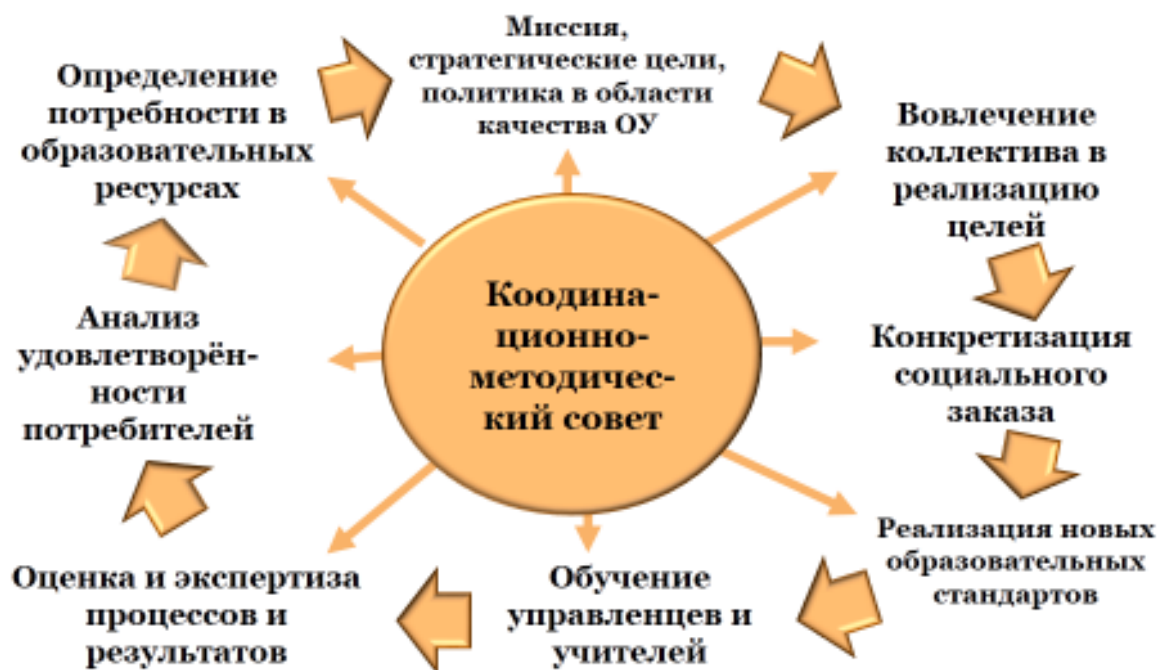 Миссия,
стратегические цели,
политика в области
качества ОУ
Вовлечение
коллектива в
реализацию
целей
Конкретизация
социального
заказа
Реализация новых
образовательных
стандартов
Обучение
управленцев и
учителей
Оценка и экспертиза
процессов и
результатов
Анализ
удовлетворён-
ности
потребителей
Определение
потребности в
образовательных
ресурсах
Коодина-
ционно-
методичес-
кий совет